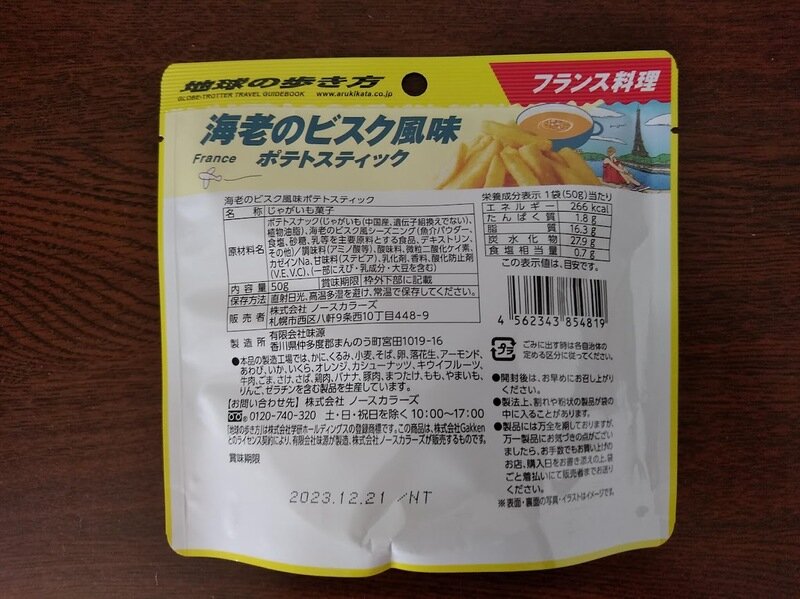 地球の歩き方
GLOBE-TROTTER TRAVEL GUIDEBOOK www.arukikata.co.jp
フランス料理
海老のビスク風味
France ポテトスティック
海老のビスク風味ポテトスティック
名 称 じゃがいも菓子
原材料名 ポテトスナック(じゃがいも(中国産、遺伝子組換えでない)、
植物油脂)、海老のビスク風シーズニング(魚介パウダー、
食塩、砂糖、乳等を主要原料とする食品、デキストリン、
その他)/調味料(アミノ酸等)、酸味料、微粒二酸化ケイ素、
カゼインNa、甘味料(ステビア)、乳化剤、香料、酸化防止剤
(V.E、V.C)、(一部にえび・乳成分・大豆を含む)
内容量 50g 賞味期限 枠外下部に記載
保存方法 直射日光、高温多湿を避け、常温で保存してください。
販売者 株式会社 ノースカラーズ
札幌市西区八軒9条西10丁目448-9
製造所 有限会社味源
香川県仲多度郡まんのう町宮田1019-16
●本品の製造工場では、かに、くるみ、小麦、そば、卵、落花生、アーモンド、
あわび、いか、いくら、オレンジ、カシューナッツ、キウイフルーツ、
牛肉、ごま、さけ、さば、鶏肉、バナナ、豚肉、まつたけ、もも、やまいも、
りんご、ゼラチンを含む製品を生産しています。
【お問い合わせ先】 株式会社 ノースカラーズ
0120-740-320 土・日・祝日を除く10:00~17:00
「地球の歩き方」は株式会社学研ホールディングスの登録商標です。この商品は、株式会社Gakken
とのライセンス契約により、有限会社味源が製造、株式会社ノースカラーズが販売するものです。
賞味期限
2023.12.21 /NT
栄養成分表示 1袋(50g)当たり
エネルギー 266 kcal
たんぱく質 1.8 g
脂質 16.3 g
炭水化物 27.9 g
食塩相当量 0.7 g
この表示値は、目安です。
4 562343 854819
プラ ごみに出す時は各自治体の
定める区分に従ってください。
●開封後は、お早めにお召し上がり
ください。
●製法上、割れや粉状の製品が袋の
中に入ることがあります。
●製品には万全を期しておりますが、
万一製品にお気づきの点がござい
ましたら、お手数でもお買い上げの
お店、購入日をお書き添えの上、袋
ごと着払いにて販売者までお送り
ください。
※表面・裏面の写真・イラストはイメージです。